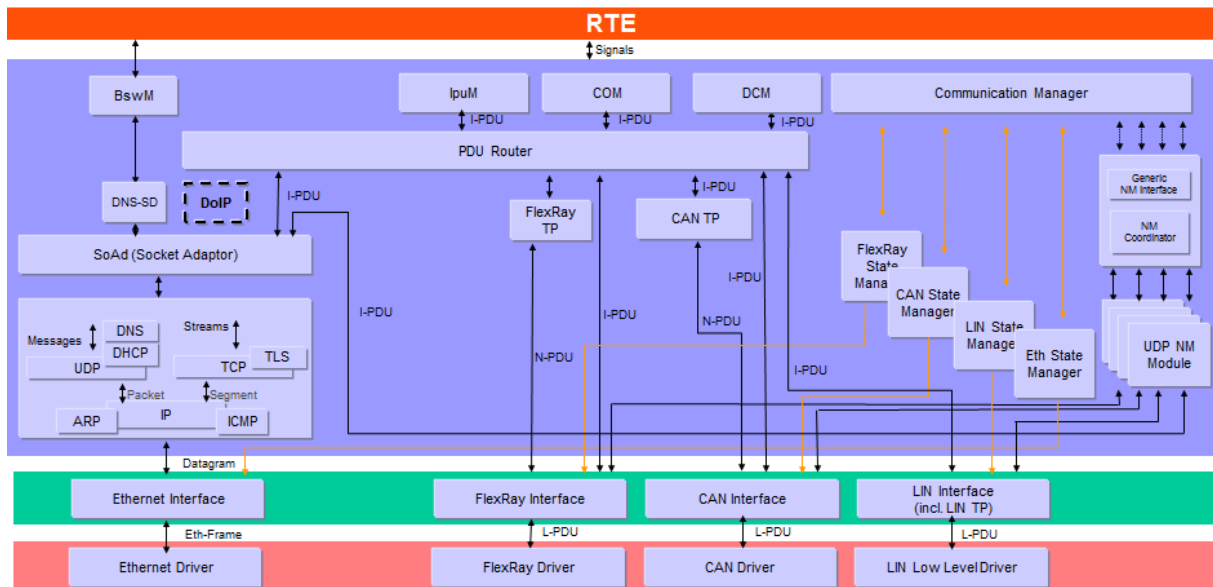 RTE
Signals
BswM
IpuM
COM
DCM
Communication Manager
I-PDU
I-PDU
I-PDU
PDU Router
Generic
NM Interface
NM
Coordinator
DNS-SD
DoIP
I-PDU
I-PDU
FlexRay
TP
CAN TP
SoAd (Socket Adaptor)
FlexRay
State
Manag
CAN State
Manager
LIN State
Manage
Eth State
Manager
I-PDU
I-PDU
I-PDU
N-PDU
N-PDU
I-PDU
UDP NM
Module
Messages
DNS
DHCP
UDP
Streams
TLS
TCP
Packet
Segment
ARP
IP
ICMP
Datagram
Ethernet Interface
FlexRay Interface
CAN Interface
LIN Interface
(incl. LIN TP)
Eth-Frame
L-PDU
L-PDU
L-PDU
Ethernet Driver
FlexRay Driver
CAN Driver
LIN Low Level Driver